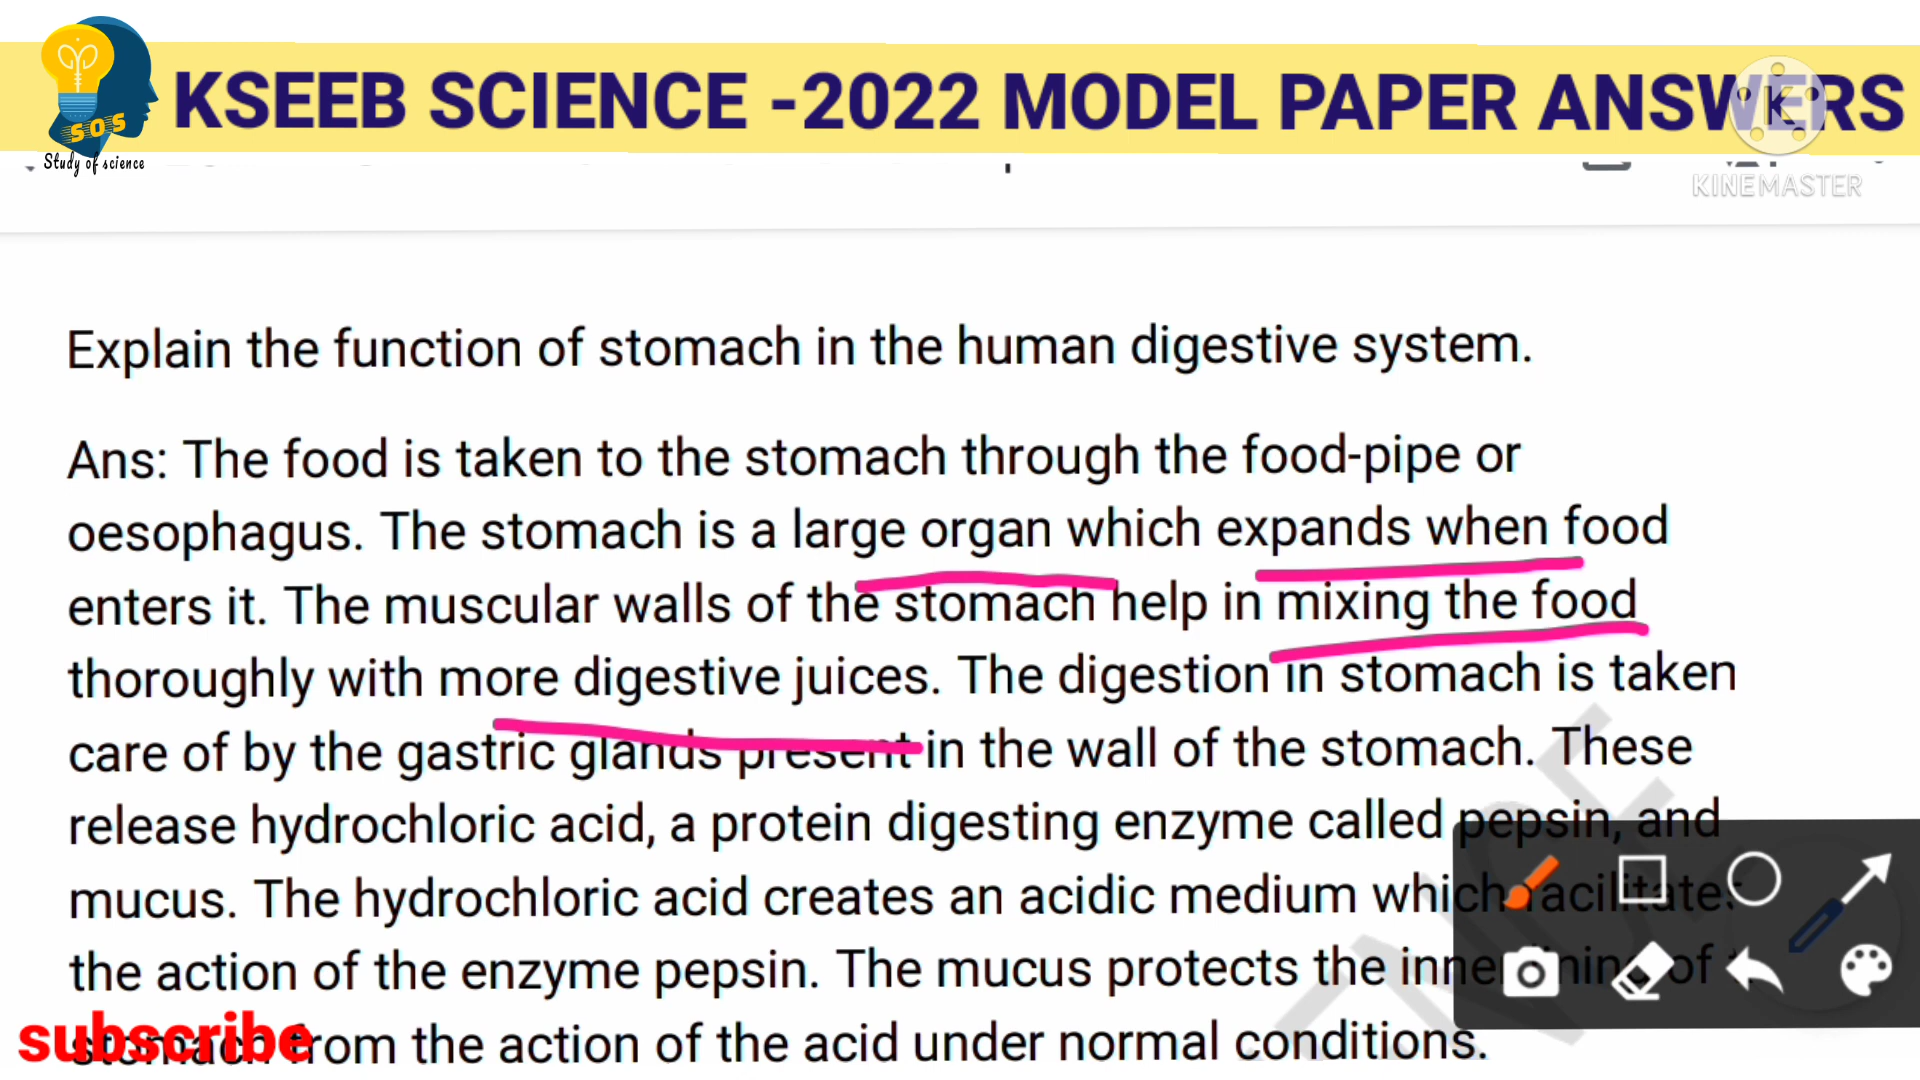 KSEEB SCIENCE -2022 MODEL PAPER ANSWERS
SOS
Study of science
K
KINEMASTER
Explain the function of stomach in the human digestive system.
Ans: The food is taken to the stomach through the food-pipe or
oesophagus. The stomach is a large organ which expands when food
enters it. The muscular walls of the stomach help in mixing the food
thoroughly with more digestive juices. The digestion in stomach is taken
care of by the gastric glands present in the wall of the stomach. These
release hydrochloric acid, a protein digesting enzyme called pepsin, and
mucus. The hydrochloric acid creates an acidic medium which facilitates
the action of the enzyme pepsin. The mucus protects the inner lining of
stomach from the action of the acid under normal conditions.
subscribe